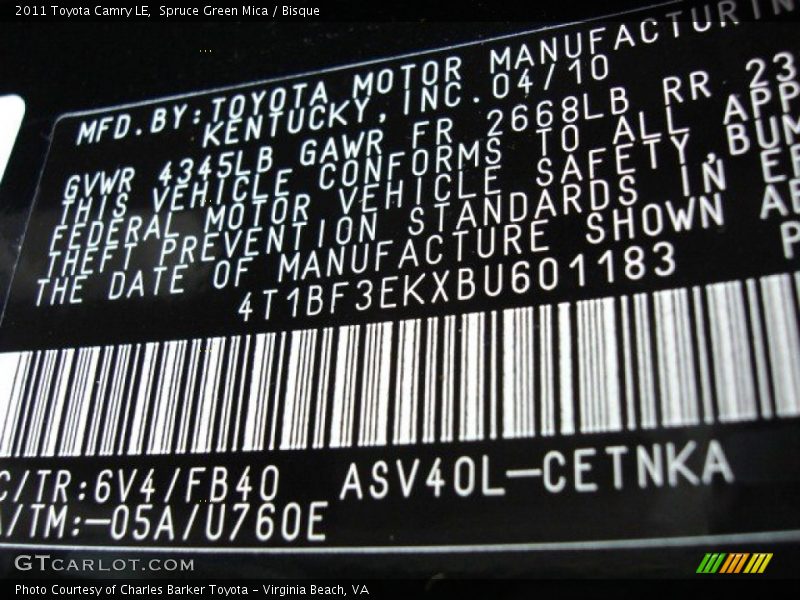 2011 Toyota Camry LE, Spruce Green Mica / Bisque
MFD.BY:TOYOTA MOTOR MANUFACTURIN
KENTUCKY,INC.04/10
GVWR 4345LB GAWR FR 2668LB RR 23
THIS VEHICLE CONFORMS TO ALL APP
FEDERAL MOTOR VEHICLE SAFETY,BUM
THEFT PREVENTION STANDARDS IN EF
THE DATE OF MANUFACTURE SHOWN AB
4T1BF3EKXBU601183
C/TR:6V4/FB40 ASV40L-CETNKA
/TM:-05A/U760E
GTCARLOT.COM
Photo Courtesy of Charles Barker Toyota - Virginia Beach, VA